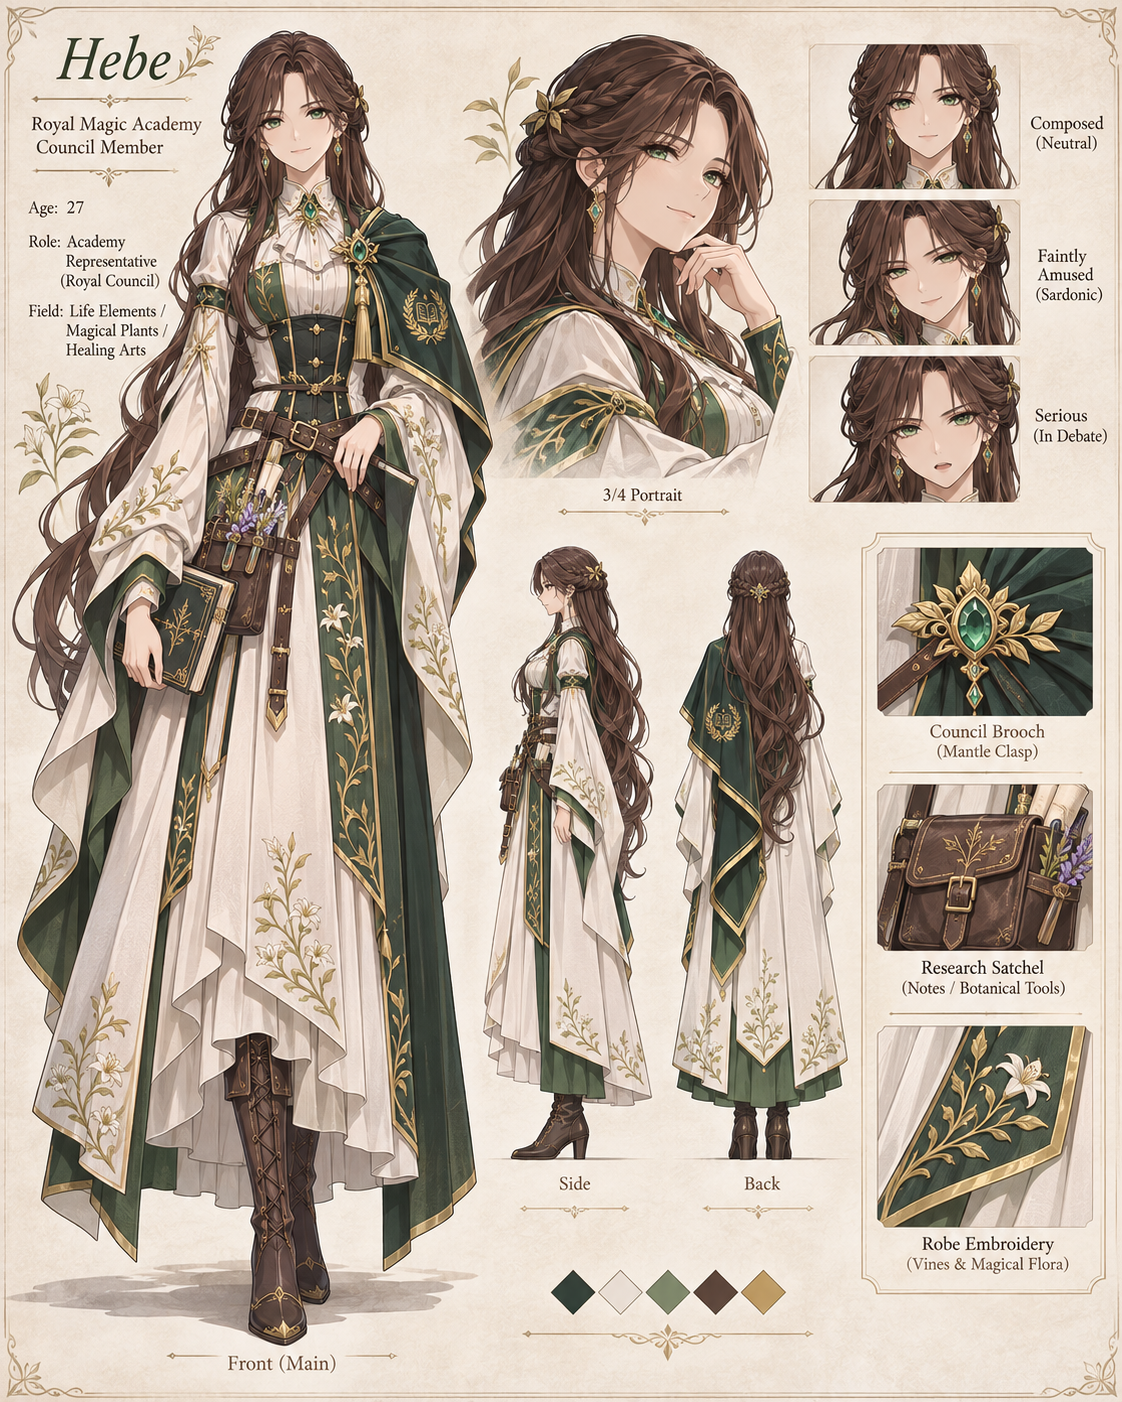 Hebe
Royal Magic Academy
Council Member
Age: 27
Role: Academy
Representative
(Royal Council)
Field: Life Elements /
Magical Plants /
Healing Arts
Front (Main)
3/4 Portrait
Composed
(Neutral)
Faintly
Amused
(Sardonic)
Serious
(In Debate)
Side
Back
Council Brooch
(Mantle Clasp)
Research Satchel
(Notes / Botanical Tools)
Robe Embroidery
(Vines & Magical Flora)